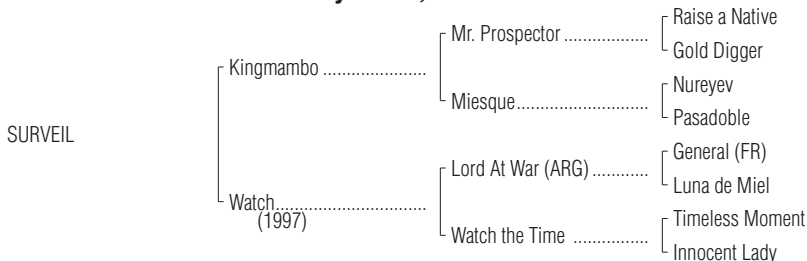 Raise a Native
Mr. Prospector ....................
Gold Digger
Kingmambo .......................
Nureyev
Miesque...............................
Pasadoble
SURVEIL
General (FR)
Lord At War (ARG) .............
Luna de Miel
Watch..................................
(1997)
Timeless Moment
Watch the Time .................
Innocent Lady